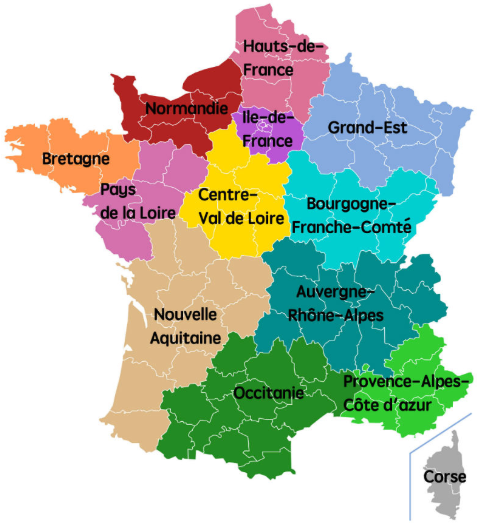 Hauts-de-
France
Normandie
Ile-de-
France
Grand-Est
Bretagne
Pays
de la Loire
Centre-
Val de Loire
Bourgogne-
Franche-Comté
Auvergne-
Rhône-Alpes
Nouvelle
Aquitaine
Occitanie
Provence-Alpes-
Côte d'azur
Corse